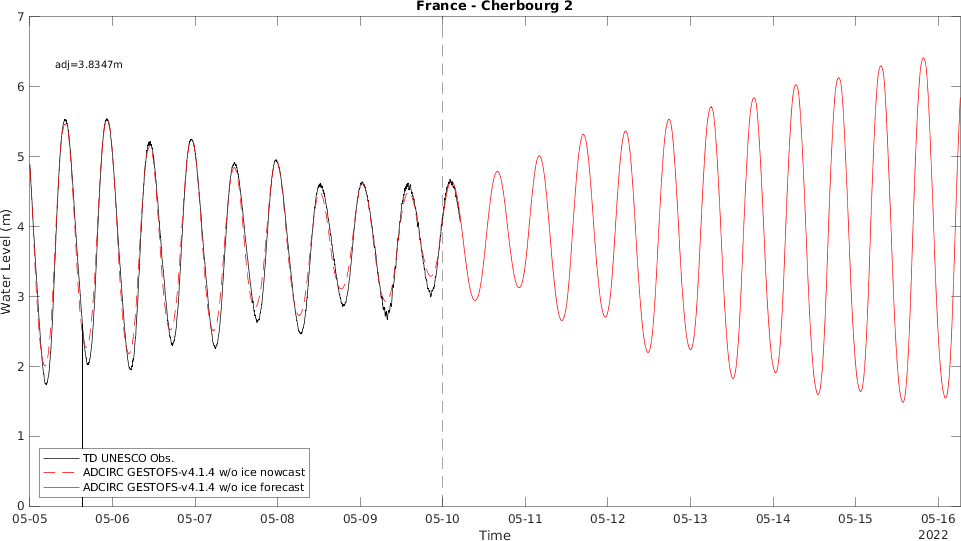 France - Cherbourg 2
7
adj=3.8347m
6
5
4
Water Level (m)
3
2
1
TD UNESCO Obs.
ADCIRC GESTOFS-v4.1.4 w/o ice nowcast
ADCIRC GESTOFS-v4.1.4 w/o ice forecast
0
05-05 05-06 05-07 05-08 05-09 05-10 05-11 05-12 05-13 05-14 05-15 05-16
Time
2022